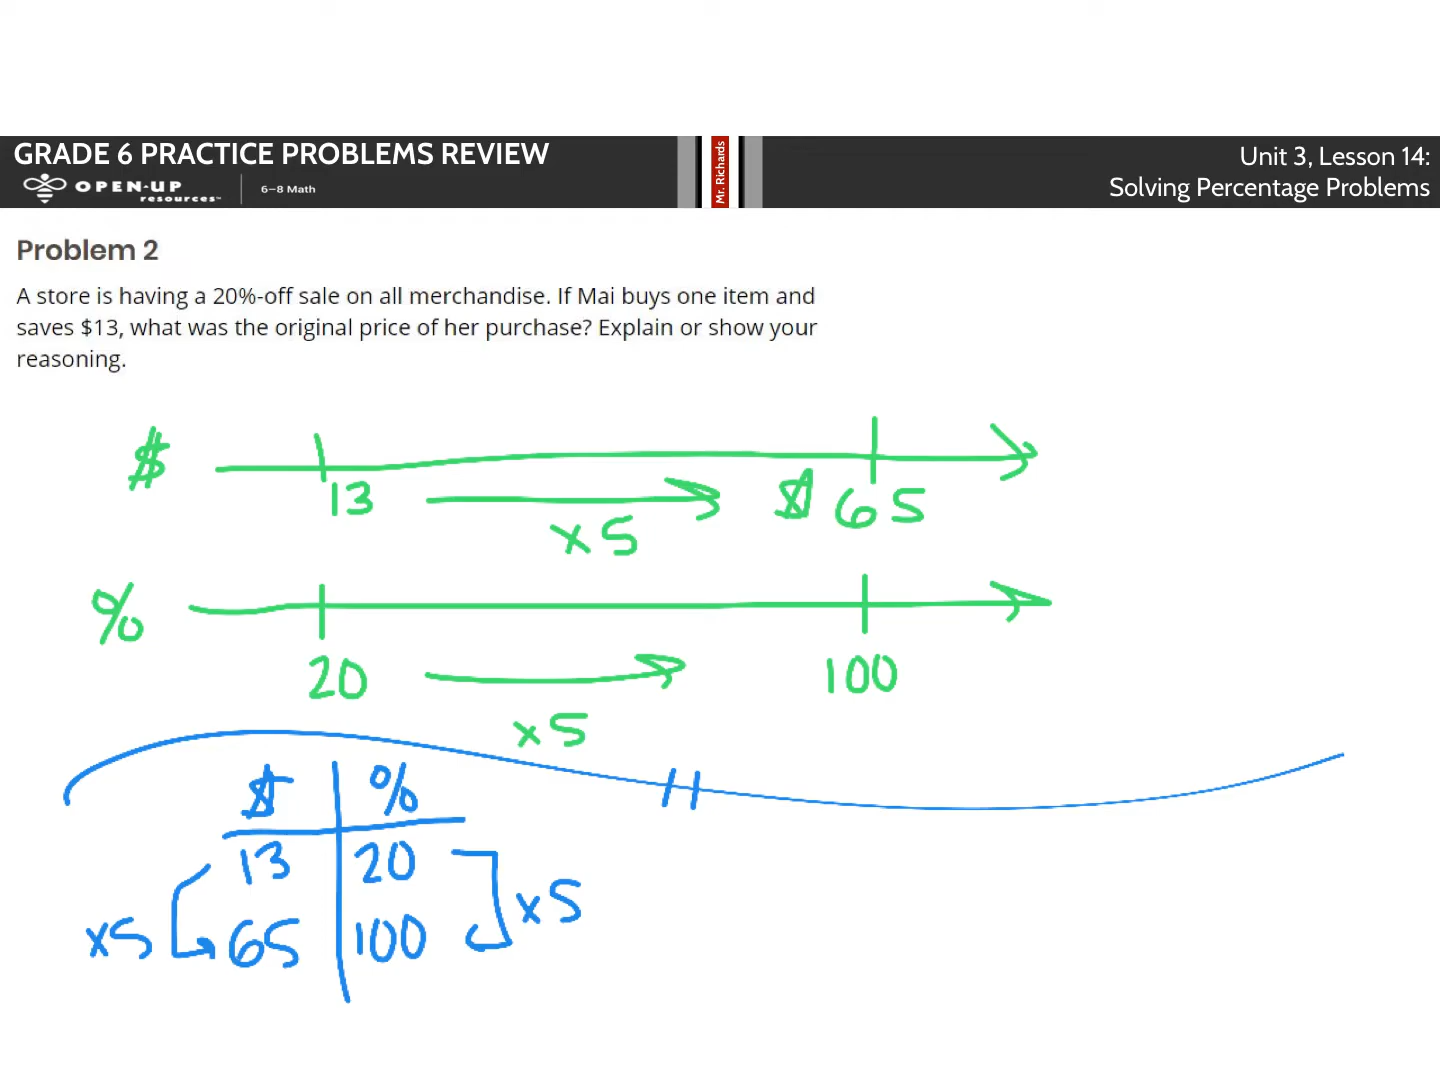 GRADE 6 PRACTICE PROBLEMS REVIEW
OPEN-UP
resources™
6–8 Math
Mr. Richards
Unit 3, Lesson 14:
Solving Percentage Problems
Problem 2
A store is having a 20%-off sale on all merchandise. If Mai buys one item and
saves $13, what was the original price of her purchase? Explain or show your
reasoning.
$
13
$65
x5
%
20
100
x5
$ %
13 20
x5
65 100
x5